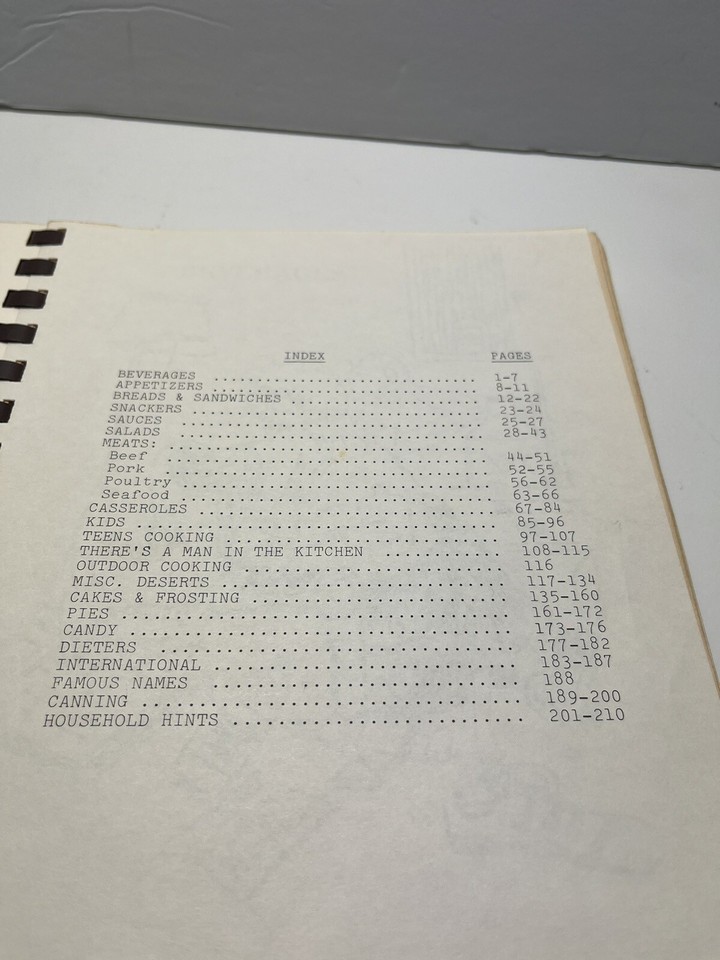 INDEX PAGES
BEVERAGES ........................................ 1-7
APPETIZERS ........................................ 8-11
BREADS & SANDWICHES ............................ 12-22
SNACKERS ........................................ 23-24
SAUCES ........................................ 25-27
SALADS ........................................ 28-43
MEATS: ........................................
Beef ........................................ 44-51
Pork ........................................ 52-55
Poultry ........................................ 56-62
Seafood ........................................ 63-66
CASSEROLES ........................................ 67-84
KIDS ........................................ 85-96
TEENS COOKING ................................ 97-107
THERE'S A MAN IN THE KITCHEN ............ 108-115
OUTDOOR COOKING ............................ 116
MISC. DESERTS ................................ 117-134
CAKES & FROSTING ............................ 135-160
PIES ........................................ 161-172
CANDY ........................................ 173-176
DIETERS ................................ 177-182
INTERNATIONAL ............................ 183-187
FAMOUS NAMES ............................ 188
CANNING ................................ 189-200
HOUSEHOLD HINTS ........................ 201-210